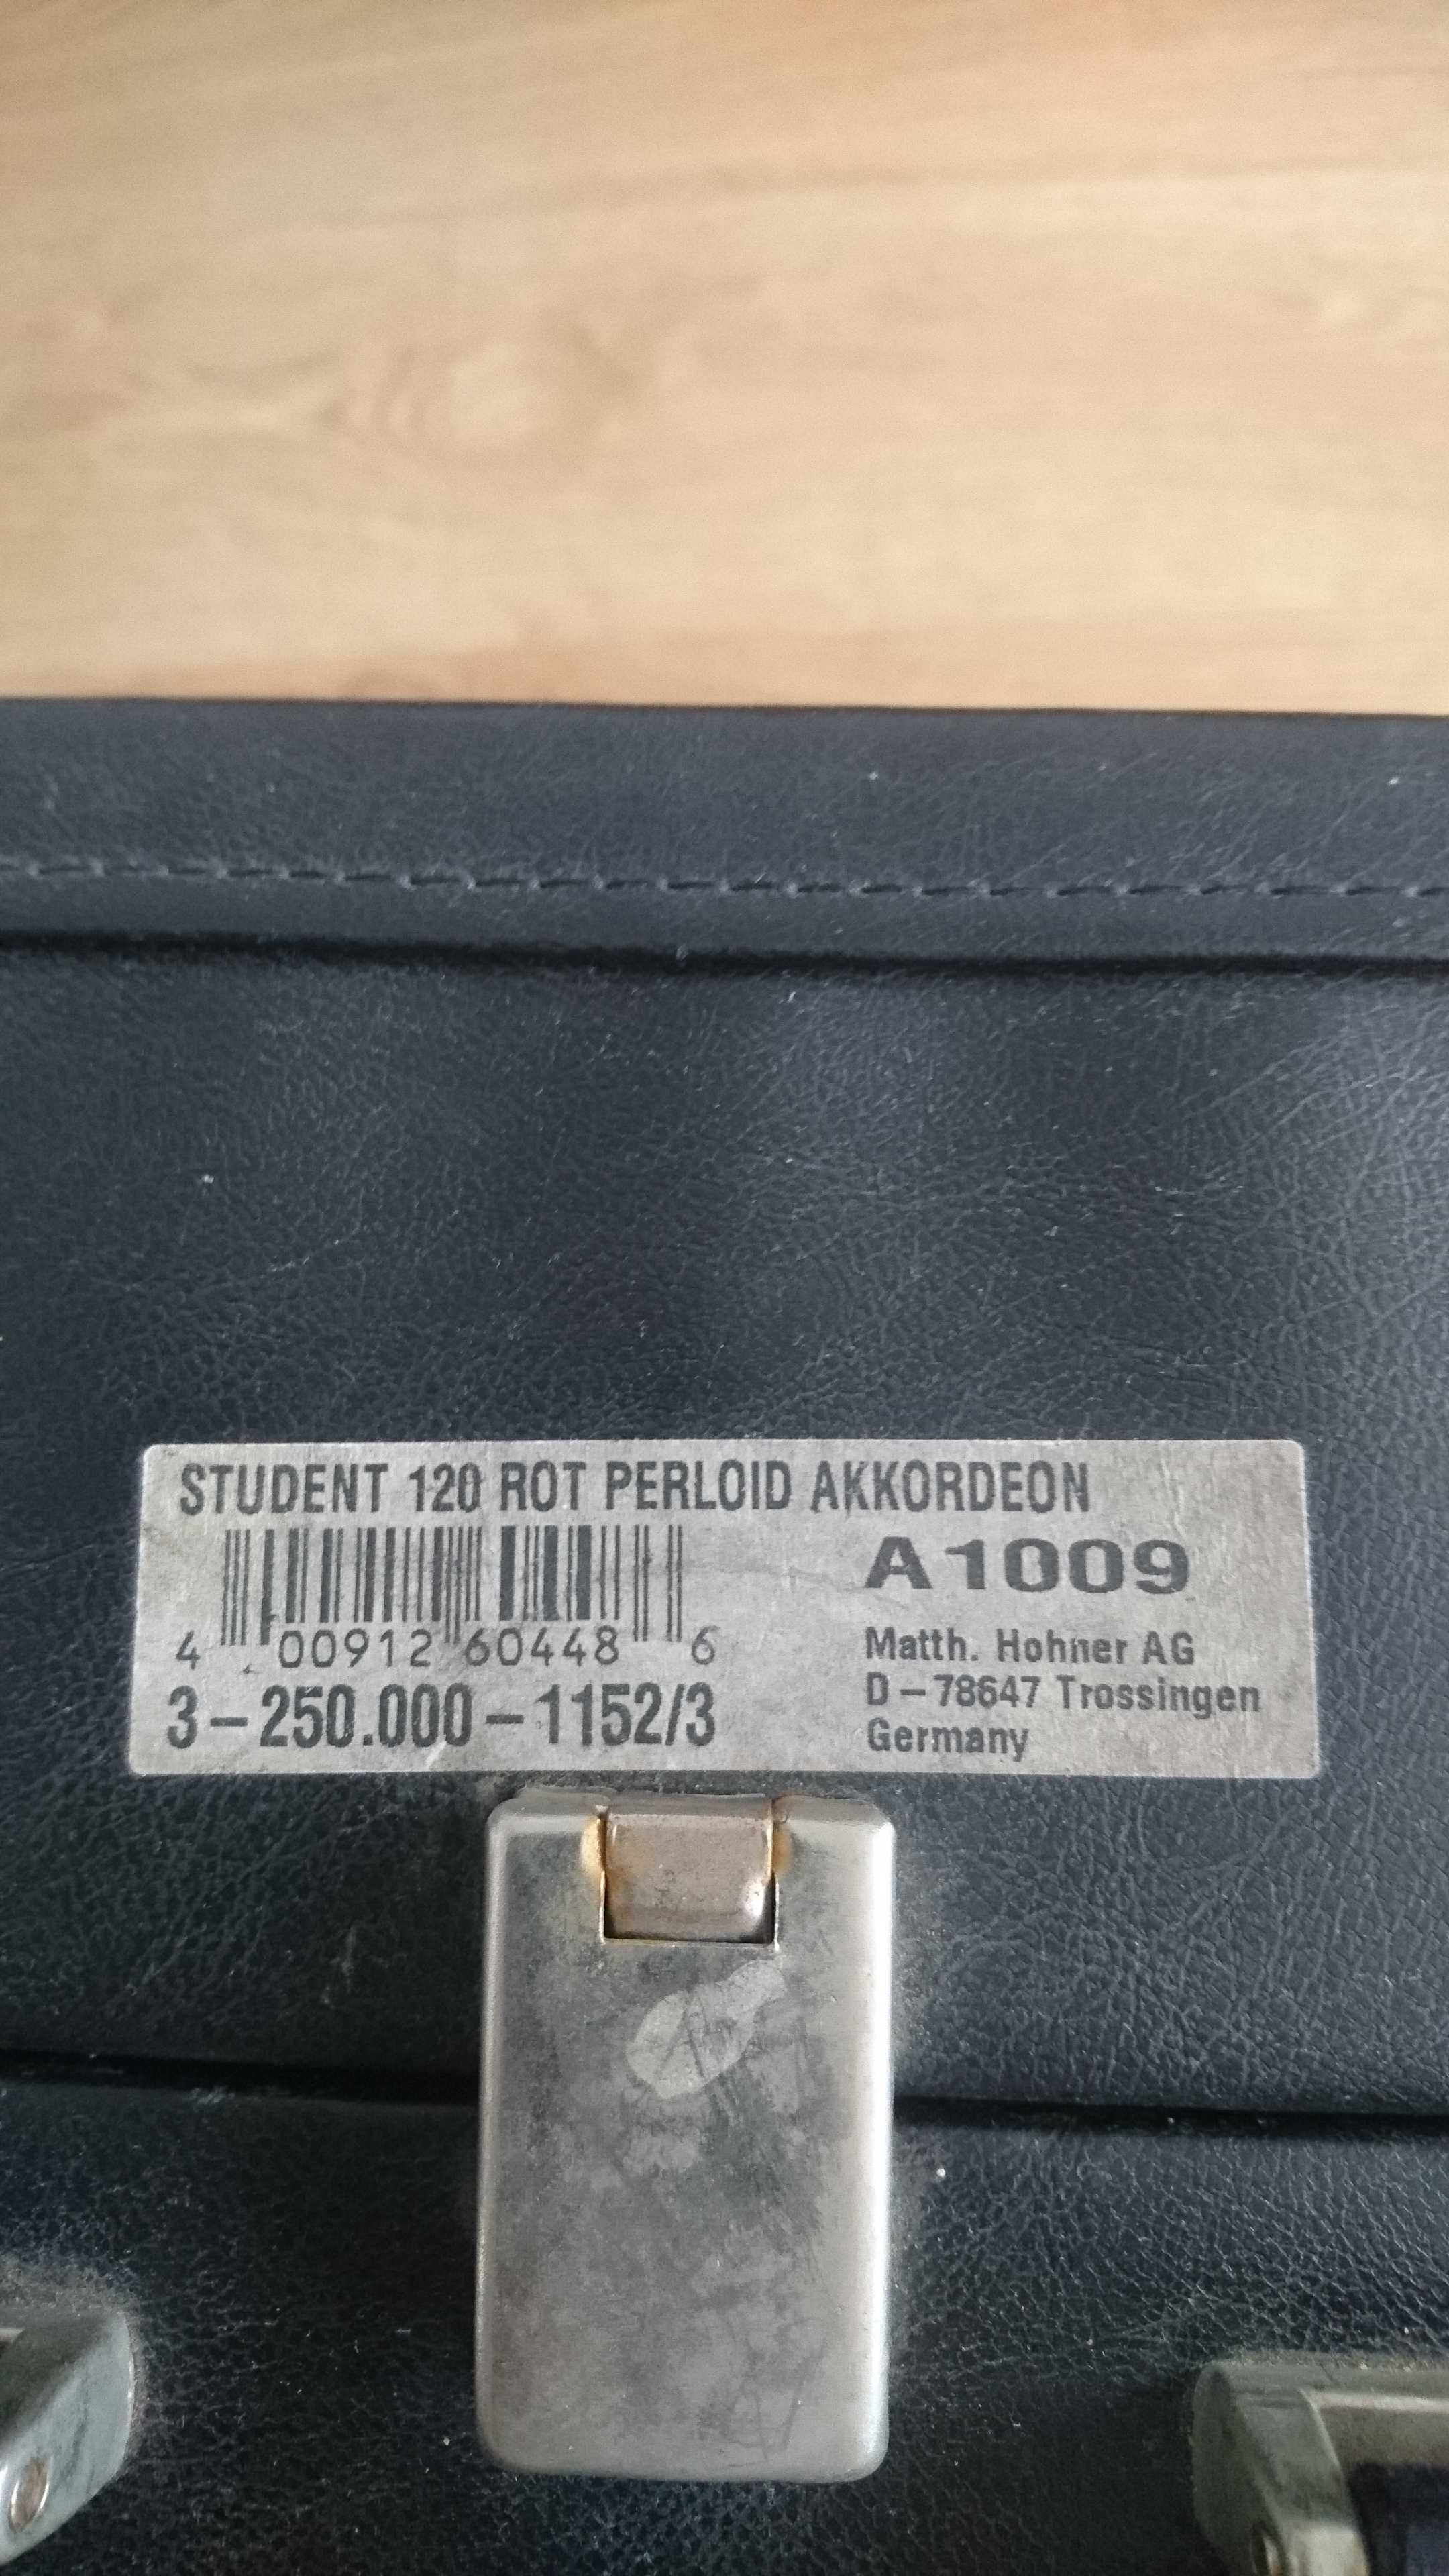 STUDENT 120 ROT PERLOID AKKORDEON
A1009
4 00912 60448 6
3-250.000-1152/3
Matth. Hohner AG
D-78647 Trossingen
Germany